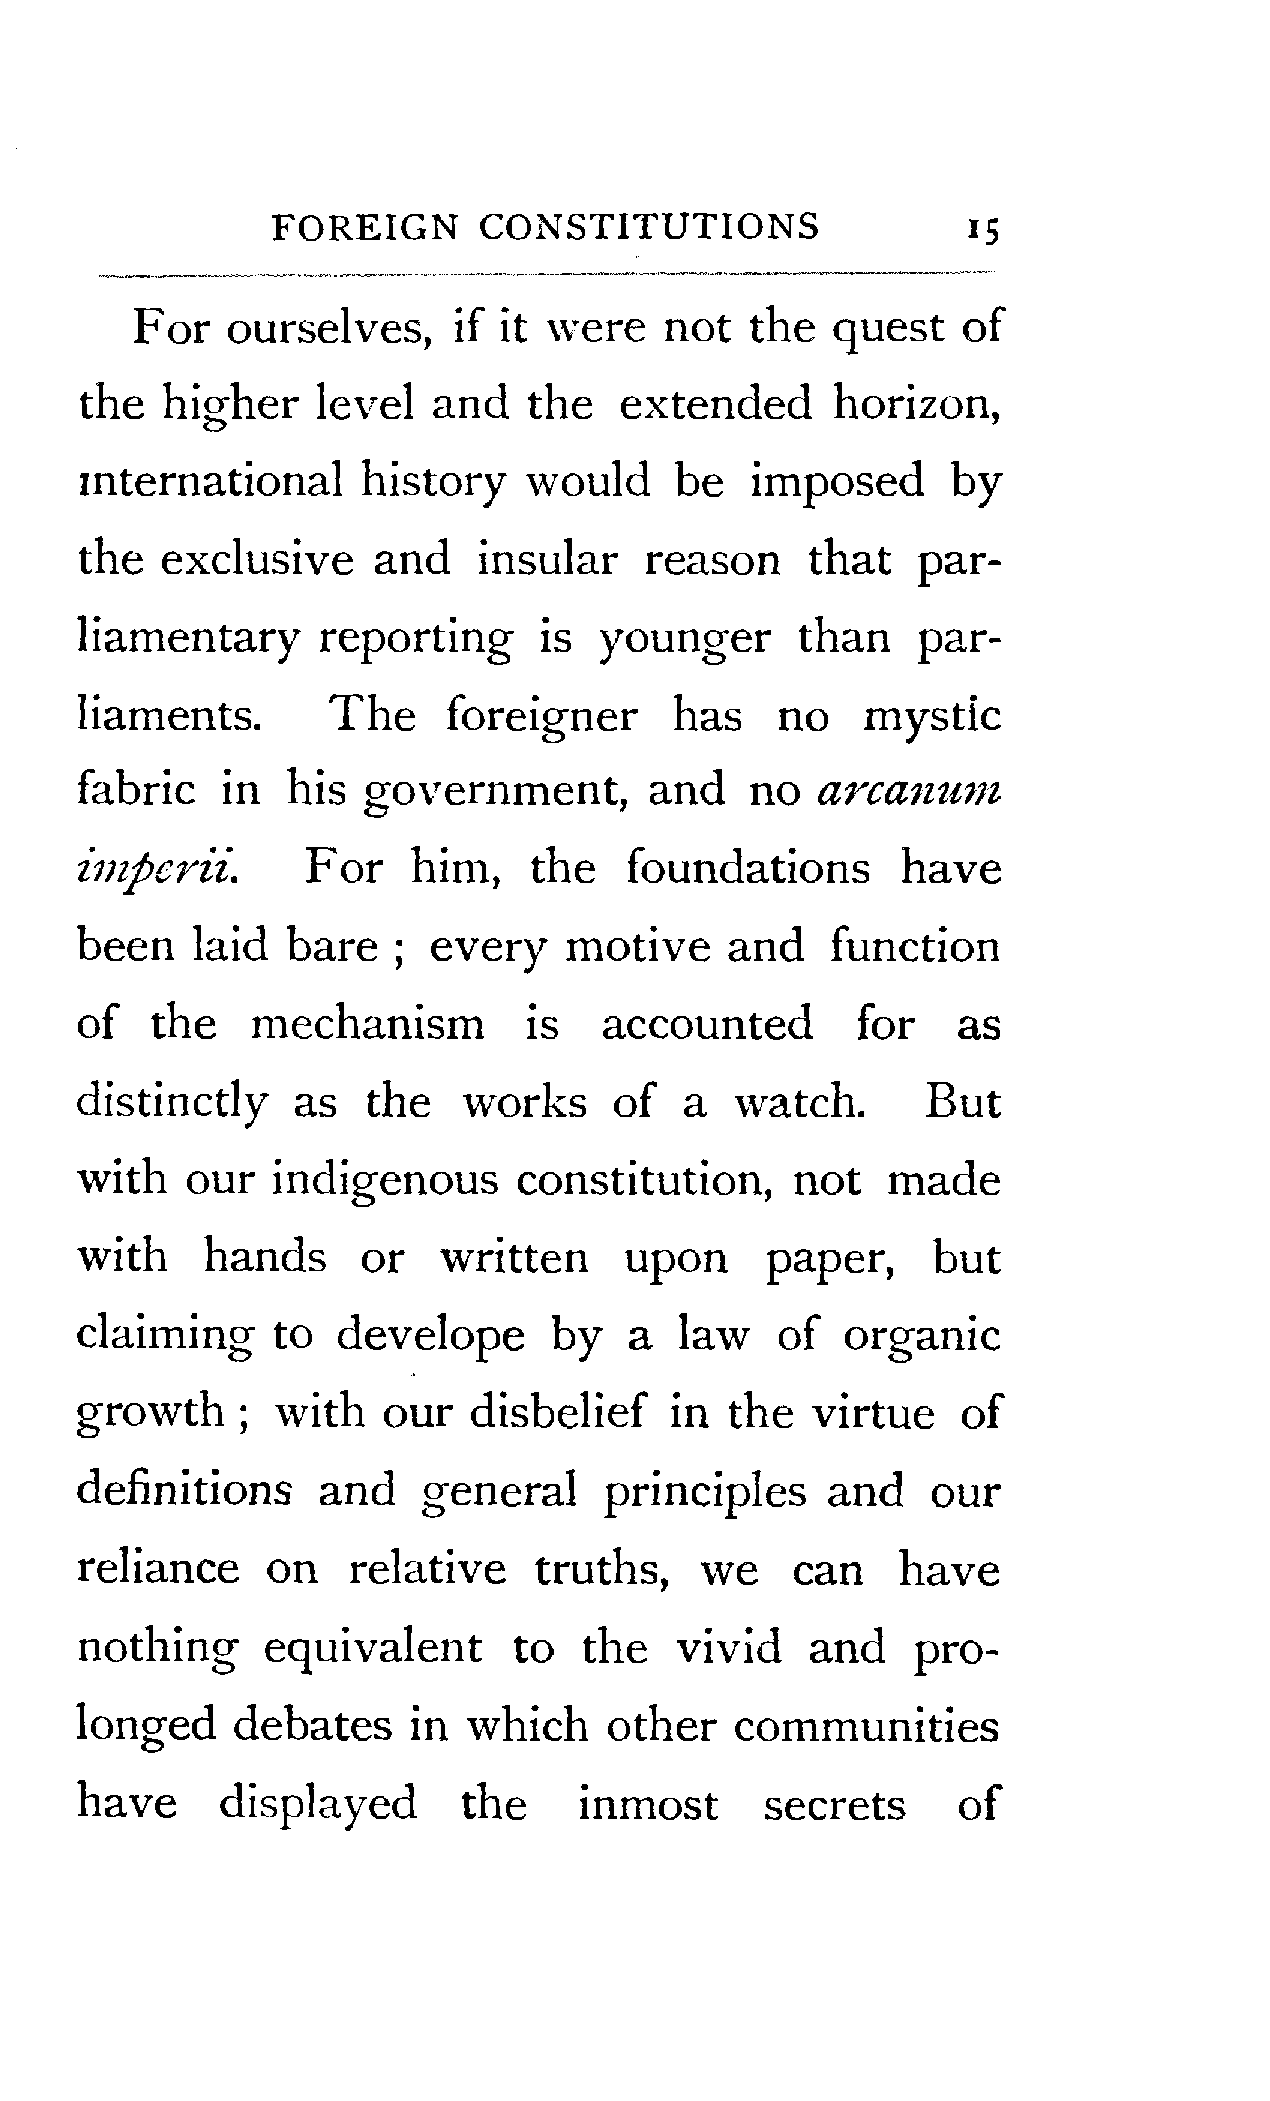 FOREIGN CONSTITUTIONS 15
For ourselves, if it were not the quest of
the higher level and the extended horizon,
international history would be imposed by
the exclusive and insular reason that par-
liamentary reporting is younger than par-
liaments. The foreigner has no mystic
fabric in his government, and no arcanum
imperii. For him, the foundations have
been laid bare ; every motive and function
of the mechanism is accounted for as
distinctly as the works of a watch. But
with our indigenous constitution, not made
with hands or written upon paper, but
claiming to develope by a law of organic
growth ; with our disbelief in the virtue of
definitions and general principles and our
reliance on relative truths, we can have
nothing equivalent to the vivid and pro-
longed debates in which other communities
have displayed the inmost secrets of